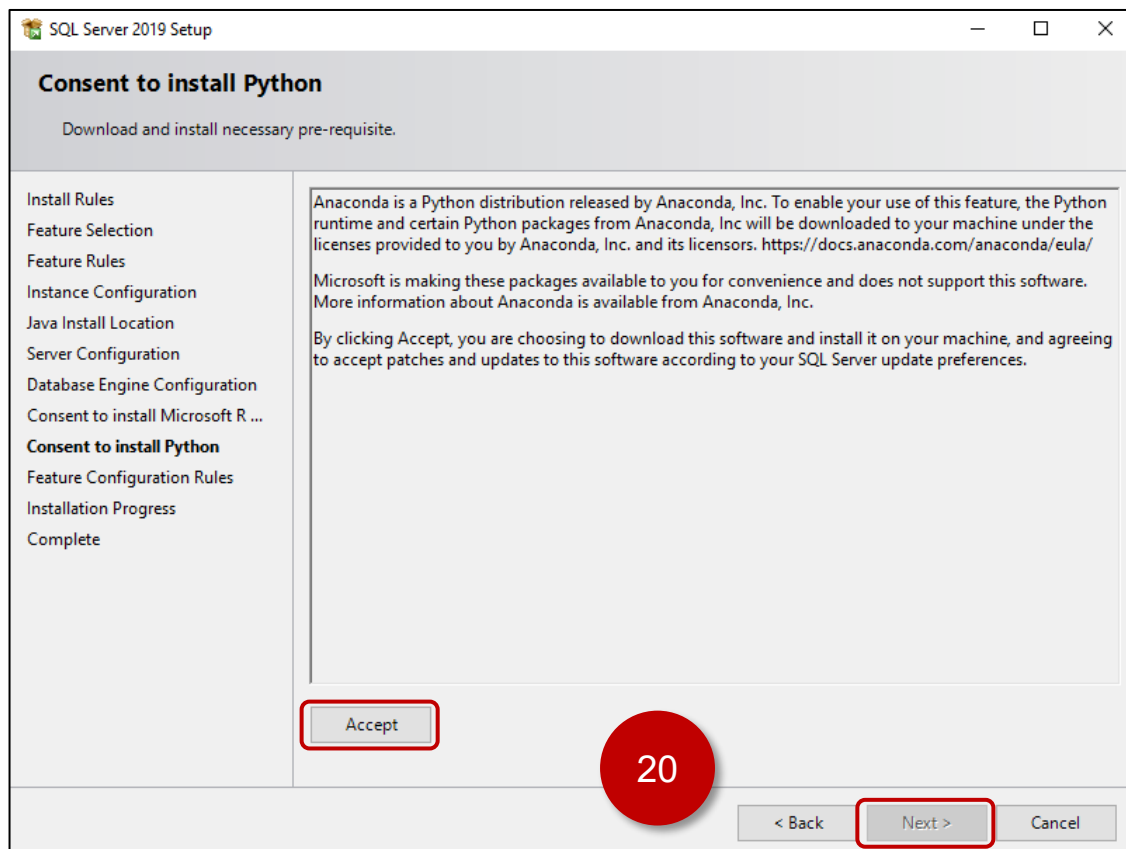 SQL Server 2019 Setup
Consent to install Python
Download and install necessary pre-requisite.
Install Rules
Feature Selection
Feature Rules
Instance Configuration
Java Install Location
Server Configuration
Database Engine Configuration
Consent to install Microsoft R ...
Consent to install Python
Feature Configuration Rules
Installation Progress
Complete
Anaconda is a Python distribution released by Anaconda, Inc. To enable your use of this feature, the Python
runtime and certain Python packages from Anaconda, Inc will be downloaded to your machine under the
licenses provided to you by Anaconda, Inc. and its licensors. https://docs.anaconda.com/anaconda/eula/
Microsoft is making these packages available to you for convenience and does not support this software.
More information about Anaconda is available from Anaconda, Inc.
By clicking Accept, you are choosing to download this software and install it on your machine, and agreeing
to accept patches and updates to this software according to your SQL Server update preferences.
Accept
20
< Back
Next >
Cancel